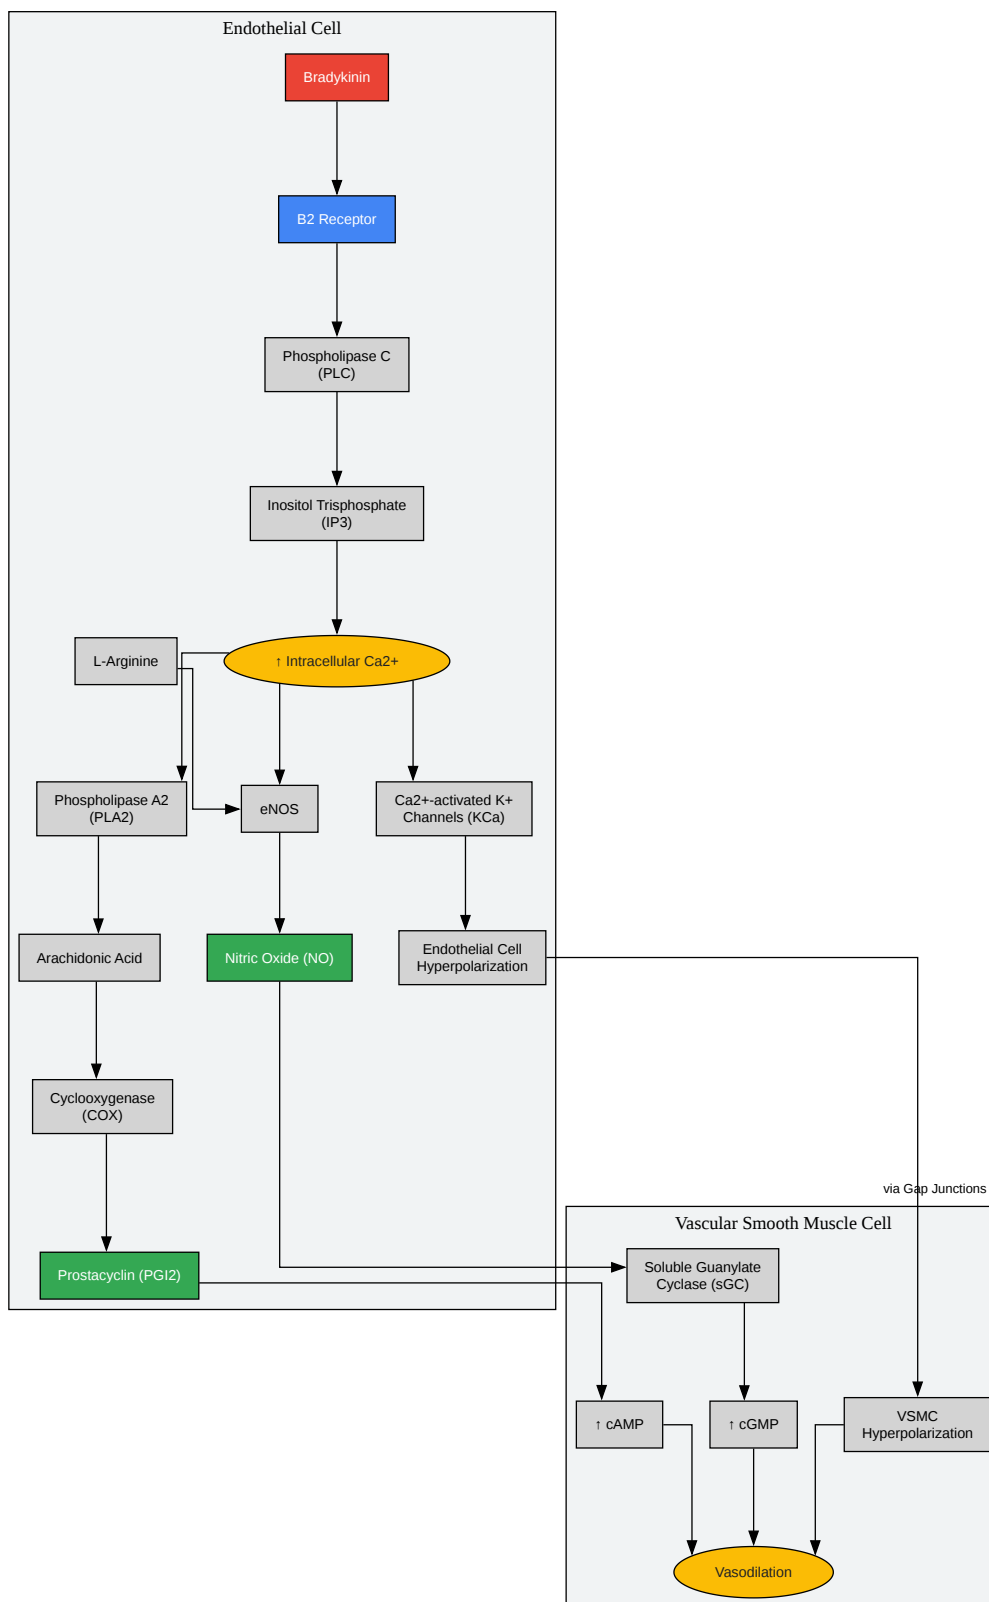 Endothelial Cell
Bradykinin
B2 Receptor
Phospholipase C
(PLC)
Inositol Trisphosphate
(IP3)
L-Arginine
↑ Intracellular Ca2+
Phospholipase A2
(PLA2)
eNOS
Ca2+-activated K+
Channels (KCa)
Arachidonic Acid
Nitric Oxide (NO)
Endothelial Cell
Hyperpolarization
Cyclooxygenase
(COX)
via Gap Junctions
Vascular Smooth Muscle Cell
Prostacyclin (PGI2)
Soluble Guanylate
Cyclase (sGC)
↑ cAMP
↑ cGMP
VSMC
Hyperpolarization
Vasodilation